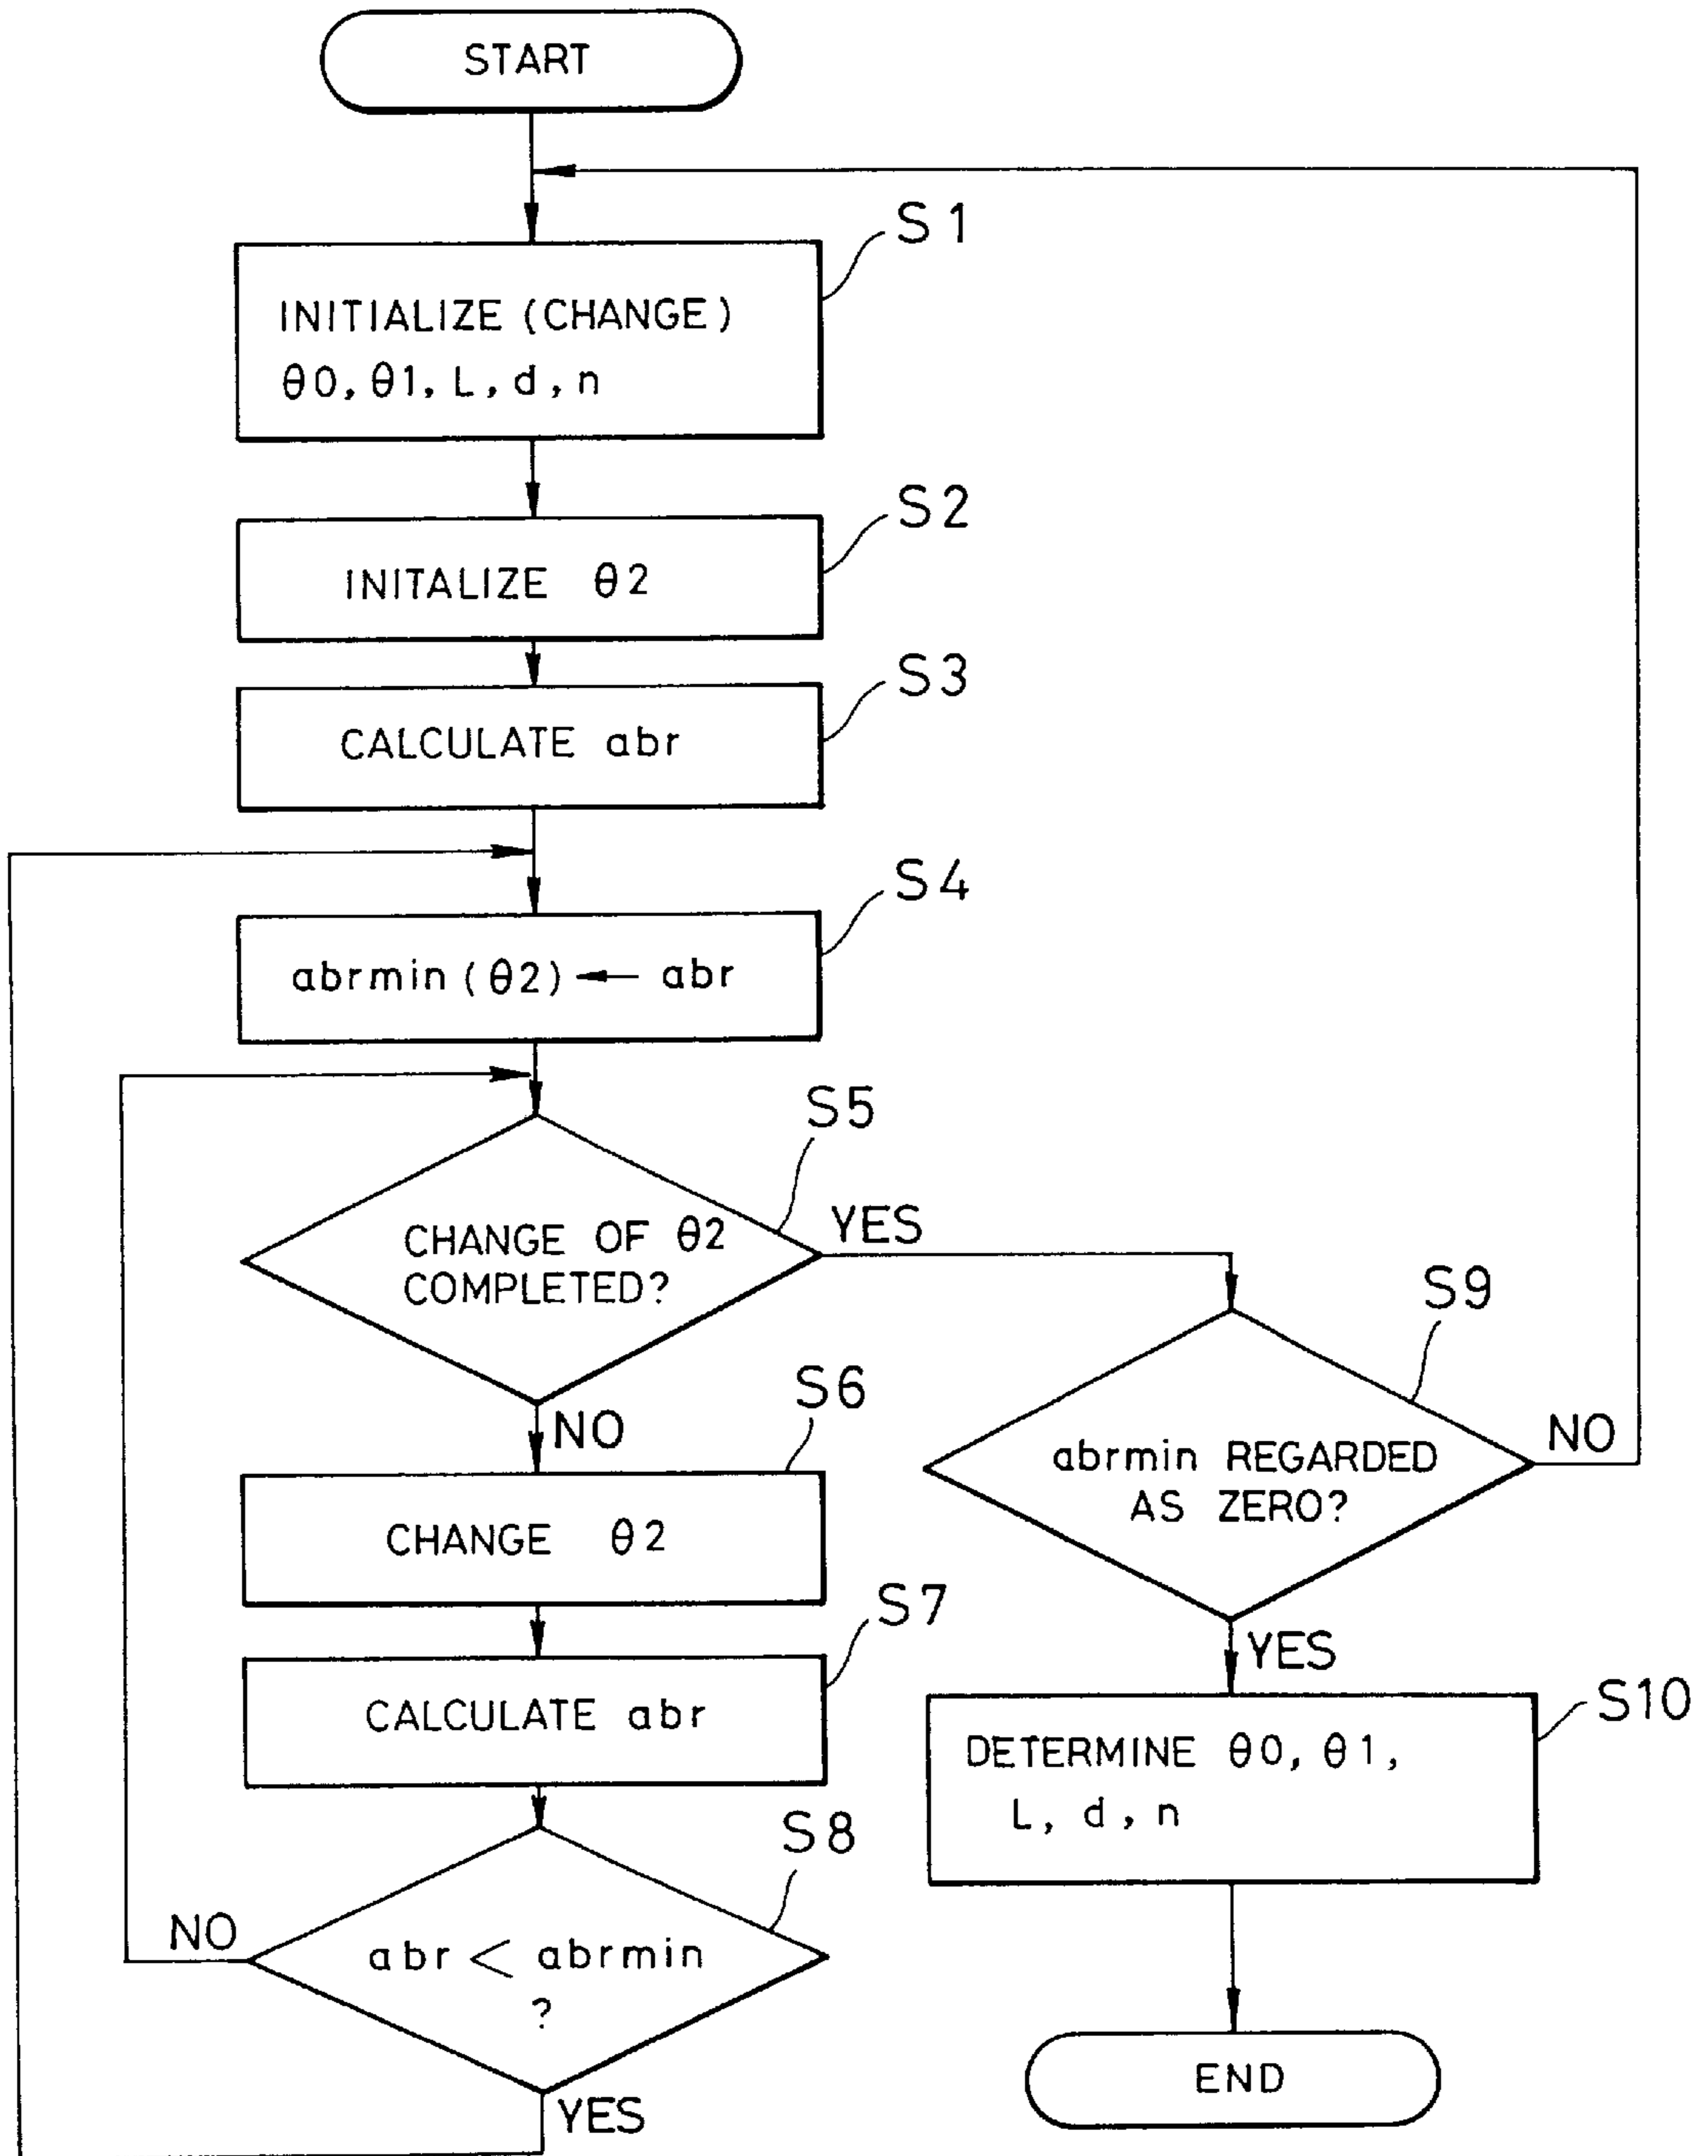 START
S1
INITIALIZE (CHANGE)
θ0, θ1, L, d, n
S2
INITALIZE θ2
S3
CALCULATE abr
S4
abrmin (θ2) ← abr
S5
CHANGE OF θ2
COMPLETED?
YES
NO
S6
CHANGE θ2
S7
CALCULATE abr
S8
abr < abrmin
?
NO
YES
S9
abrmin REGARDED
AS ZERO?
NO
YES
S10
DETERMINE θ0, θ1,
L, d, n
END